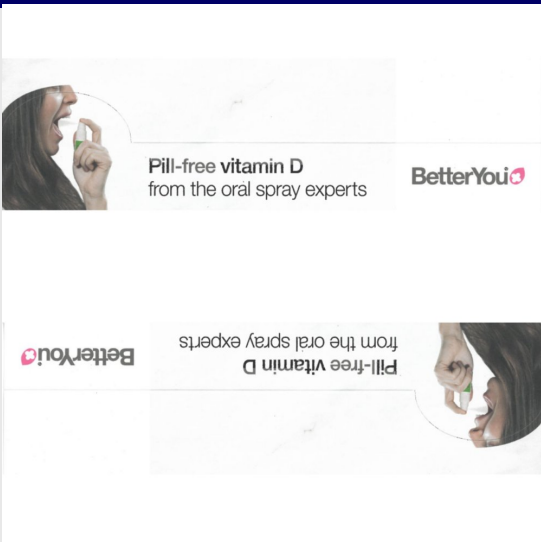 Pill-free vitamin D
from the oral spray experts
BetterYou
Pill-free vitamin D
from the oral spray experts
BetterYou